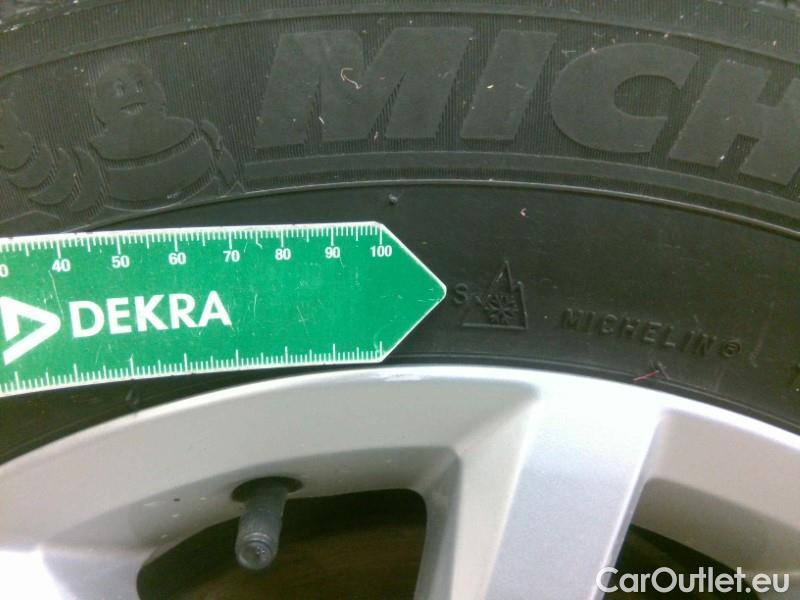 MICH
40 50 60 70 80 90 100
DEKRA
S
MICHELIN®
CarOutlet.eu